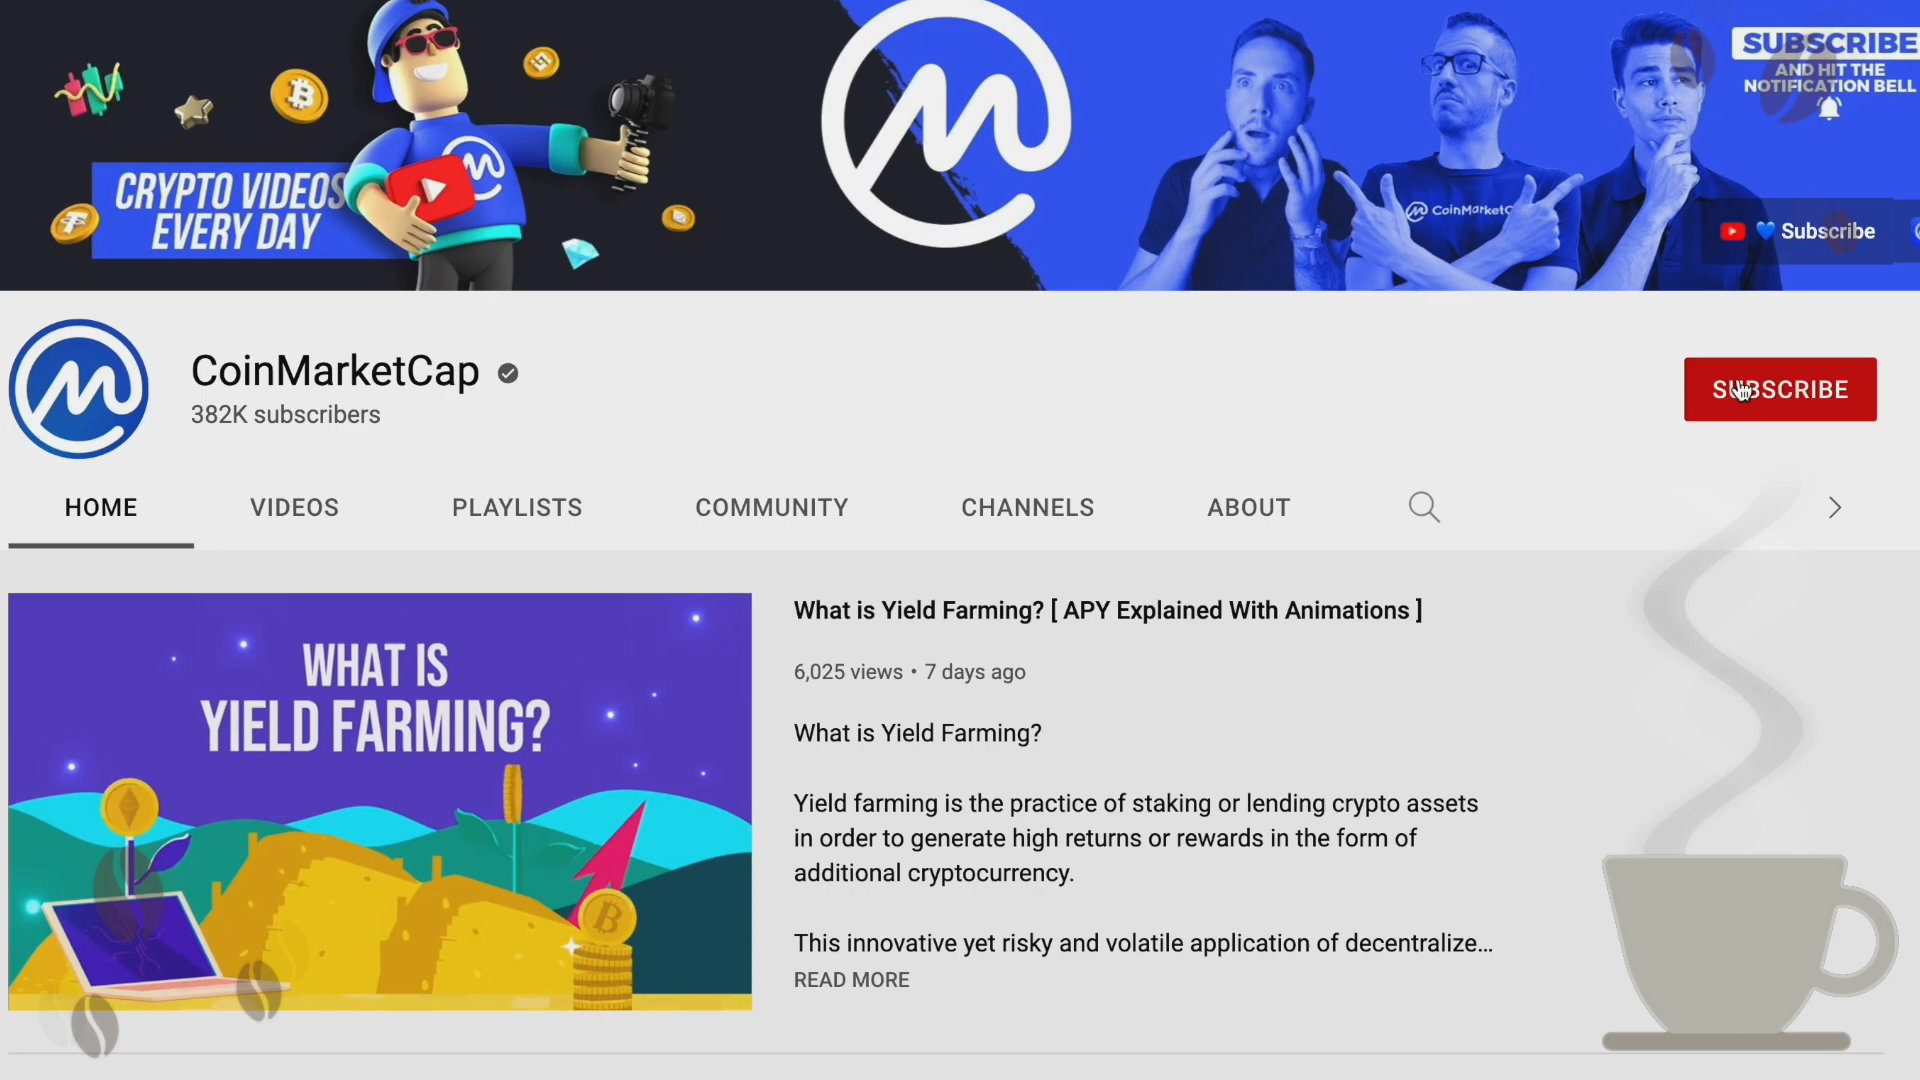 SUBSCRIBE
AND HIT THE
NOTIFICATION BELL
CRYPTO VIDEOS
EVERY DAY
CoinMarketC
Subscribe
CoinMarketCap
382K subscribers
SUBSCRIBE
HOME VIDEOS PLAYLISTS COMMUNITY CHANNELS ABOUT
WHAT IS
YIELD FARMING?
What is Yield Farming? [ APY Explained With Animations ]
6,025 views • 7 days ago
What is Yield Farming?
Yield farming is the practice of staking or lending crypto assets
in order to generate high returns or rewards in the form of
additional cryptocurrency.
This innovative yet risky and volatile application of decentralize...
READ MORE